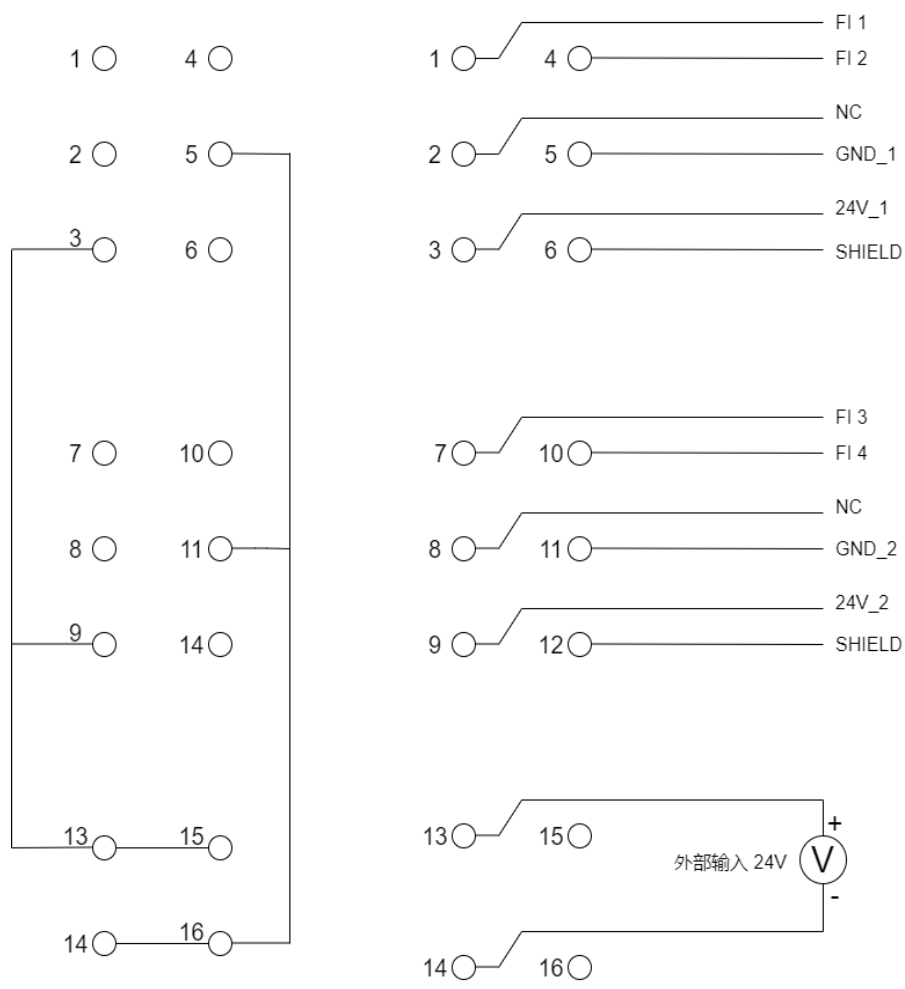 FI 1
1 4 1 4 FI 2
NC
2 5 2 5 GND_1
24V_1
3 6 3 6 SHIELD
FI 3
7 10 7 10 FI 4
NC
8 11 8 11 GND_2
24V_2
9 14 9 12 SHIELD
13 15 13 15 +
外部输入 24V V
-
14 16 14 16